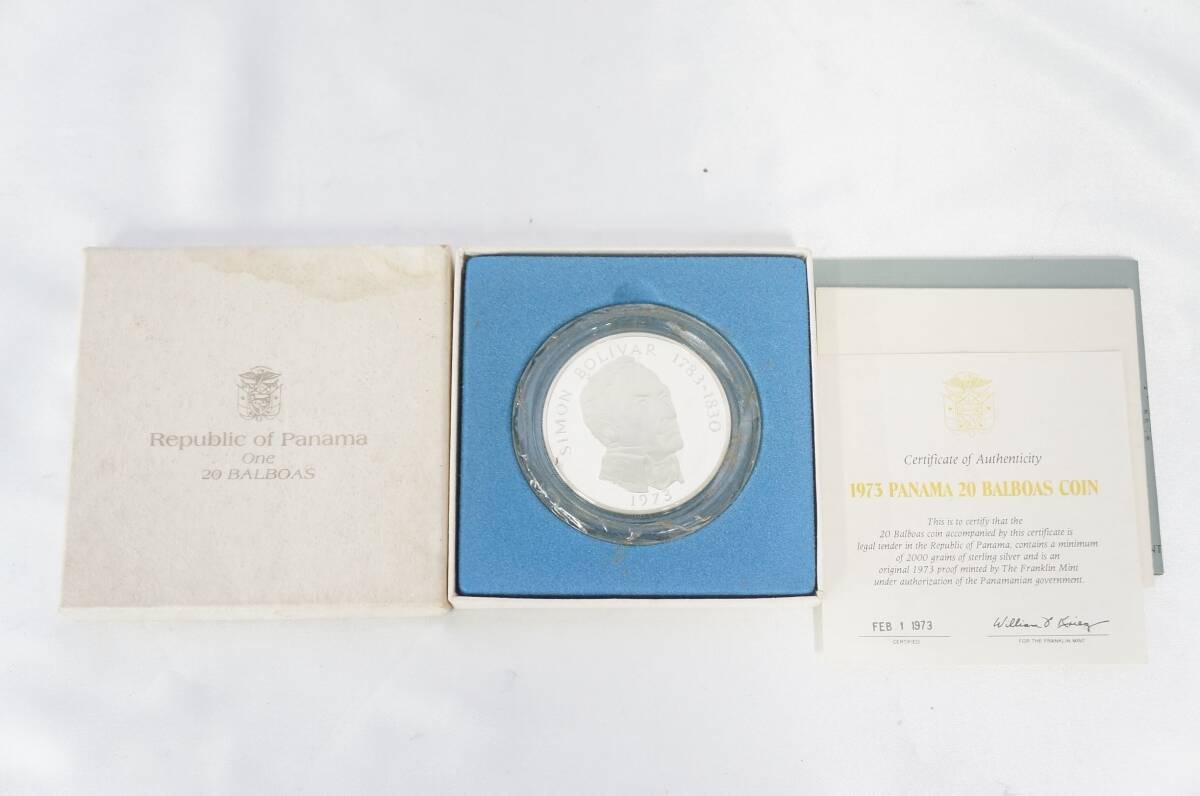 Republic of Panama
One
20 BALBOAS
SIMON BOLIVAR 1783-1830
1973
Certificate of Authenticity
1973 PANAMA 20 BALBOAS COIN
This is to certify that the
20 Balboas coin accompanied by this certificate is
legal tender in the Republic of Panama, contains a minimum
of 2000 grains of sterling silver and is an
original 1973 proof minted by The Franklin Mint
under authorization of the Panamanian government.
FEB 1 1973
CERTIFIED
FOR THE FRANKLIN MINT